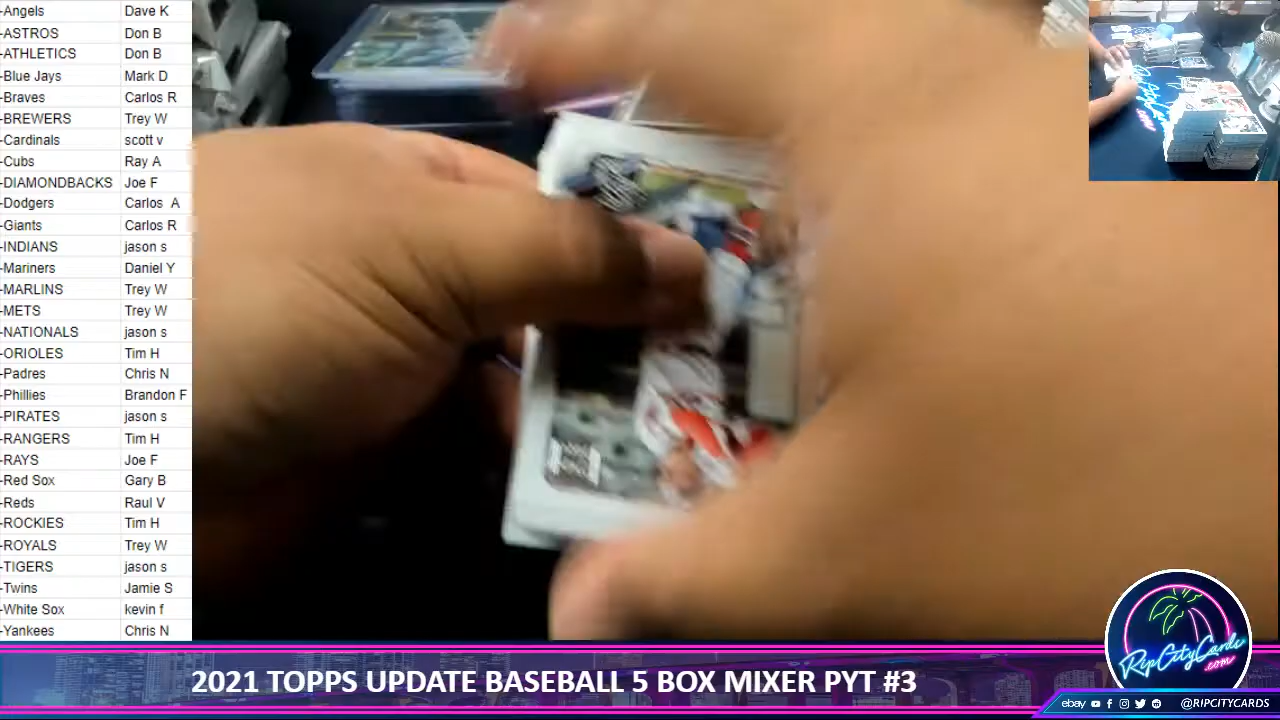 -Angels Dave K
-ASTROS Don B
-ATHLETICS Don B
-Blue Jays Mark D
-Braves Carlos R
-BREWERS Trey W
-Cardinals scott v
-Cubs Ray A
-DIAMONDBACKS Joe F
-Dodgers Carlos A
-Giants Carlos R
-INDIANS jason s
-Mariners Daniel Y
-MARLINS Trey W
-METS Trey W
-NATIONALS jason s
-ORIOLES Tim H
-Padres Chris N
-Phillies Brandon F
-PIRATES jason s
-RANGERS Tim H
-RAYS Joe F
-Red Sox Gary B
-Reds Raul V
-ROCKIES Tim H
-ROYALS Trey W
-TIGERS jason s
-Twins Jamie S
-White Sox kevin f
-Yankees Chris N
RipCityCards
.com
2021 TOPPS UPDATE BASEBALL 5 BOX MIXER PYT #3
ebay @RIPCITYCARDS